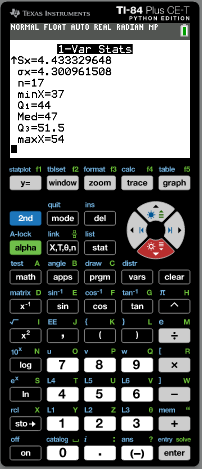 TEXAS INSTRUMENTS TI-84 Plus CE-T
PYTHON EDITION
NORMAL FLOAT AUTO REAL RADIAN MP
1-Var Stats
↑Sx=4.433329648
σx=4.300961508
n=17
minX=37
Q₁=44
Med=47
Q₃=51.5
maxX=54
statplot f1 tblset f2 format f3 calc f4 table f5
y= window zoom trace graph
quit ins
2nd mode del
A-lock link list
alpha X,T,θ,n stat
test A angle B draw C distr
math apps prgm vars clear
matrix D sin⁻¹ E cos⁻¹ F tan⁻¹ G π H
x⁻¹ sin cos tan ^
√ I EE J { K } L e M
x² , ( ) ÷
10ˣ N u O v P w Q [ R
log 7 8 9 ×
eˣ S L4 T L5 U L6 V ] W
ln 4 5 6 −
rcl X L1 Y L2 Z L3 θ mem "
sto→ 1 2 3 +
off catalog i : ans ? entry solve
on 0 . (−) enter